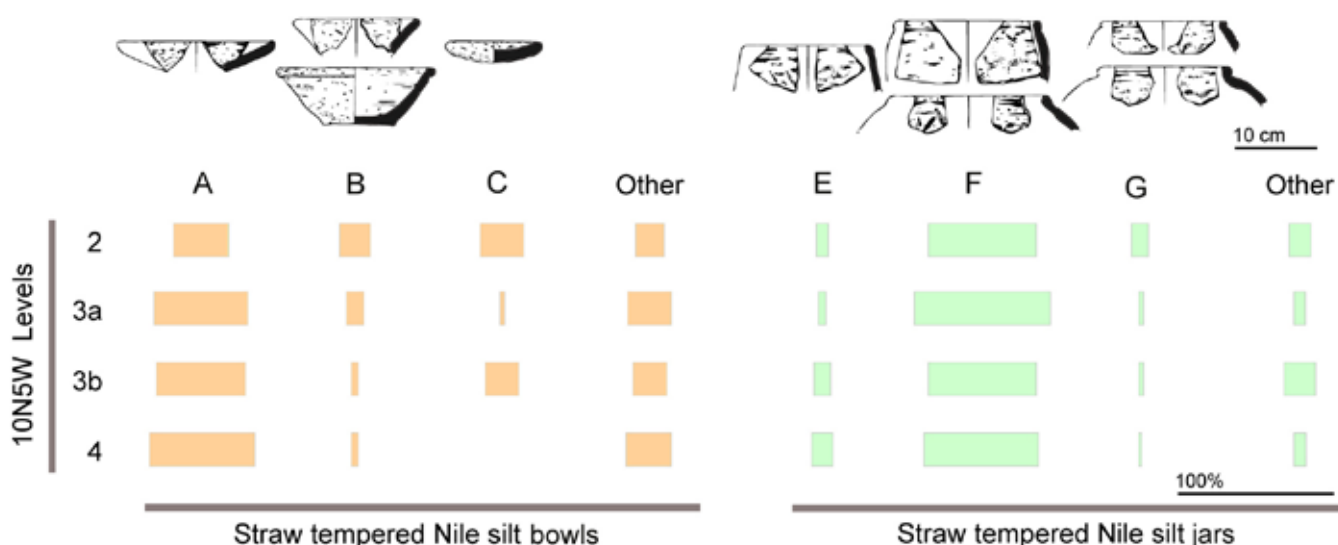 10 cm
A B C Other E F G Other
2
3a
3b
4
10N5W Levels
100%
Straw tempered Nile silt bowls Straw tempered Nile silt jars